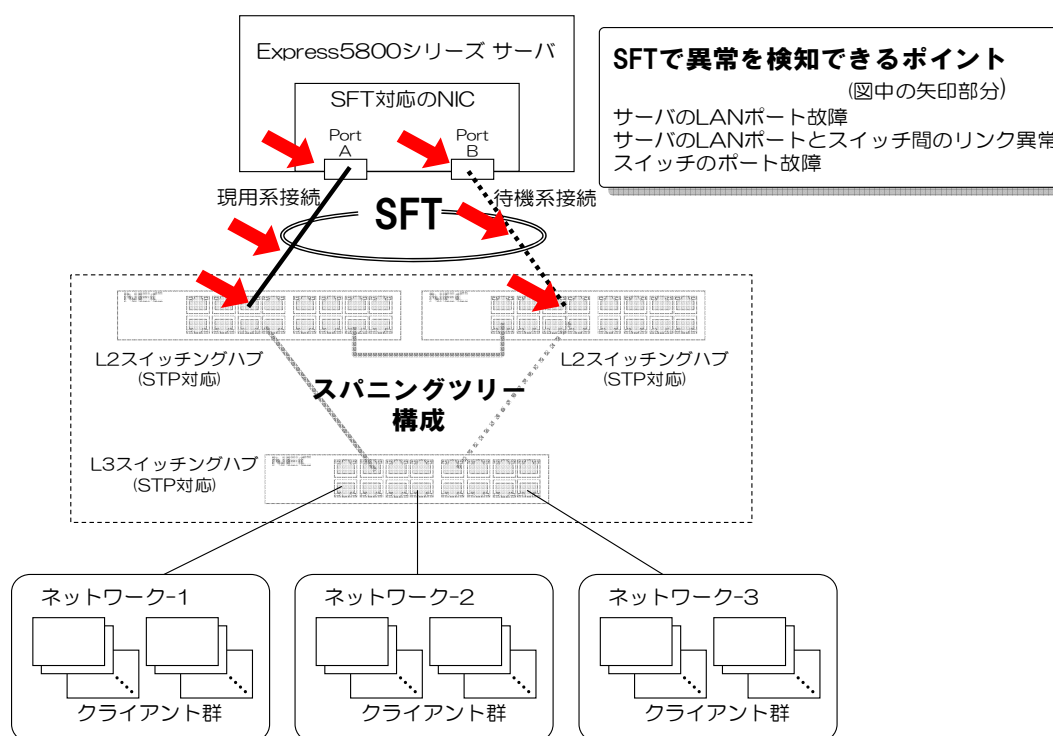 Express5800シリーズ サーバ
SFT対応のNIC
Port
A
Port
B
SFTで異常を検知できるポイント
(図中の矢印部分)
サーバのLANポート故障
サーバのLANポートとスイッチ間のリンク異常
スイッチのポート故障
現用系接続
待機系接続
SFT
NEC
NEC
L2スイッチングハブ
(STP対応)
L2スイッチングハブ
(STP対応)
スパニングツリー
構成
L3スイッチングハブ
(STP対応)
NEC
ネットワーク-1
ネットワーク-2
ネットワーク-3
クライアント群
クライアント群
クライアント群